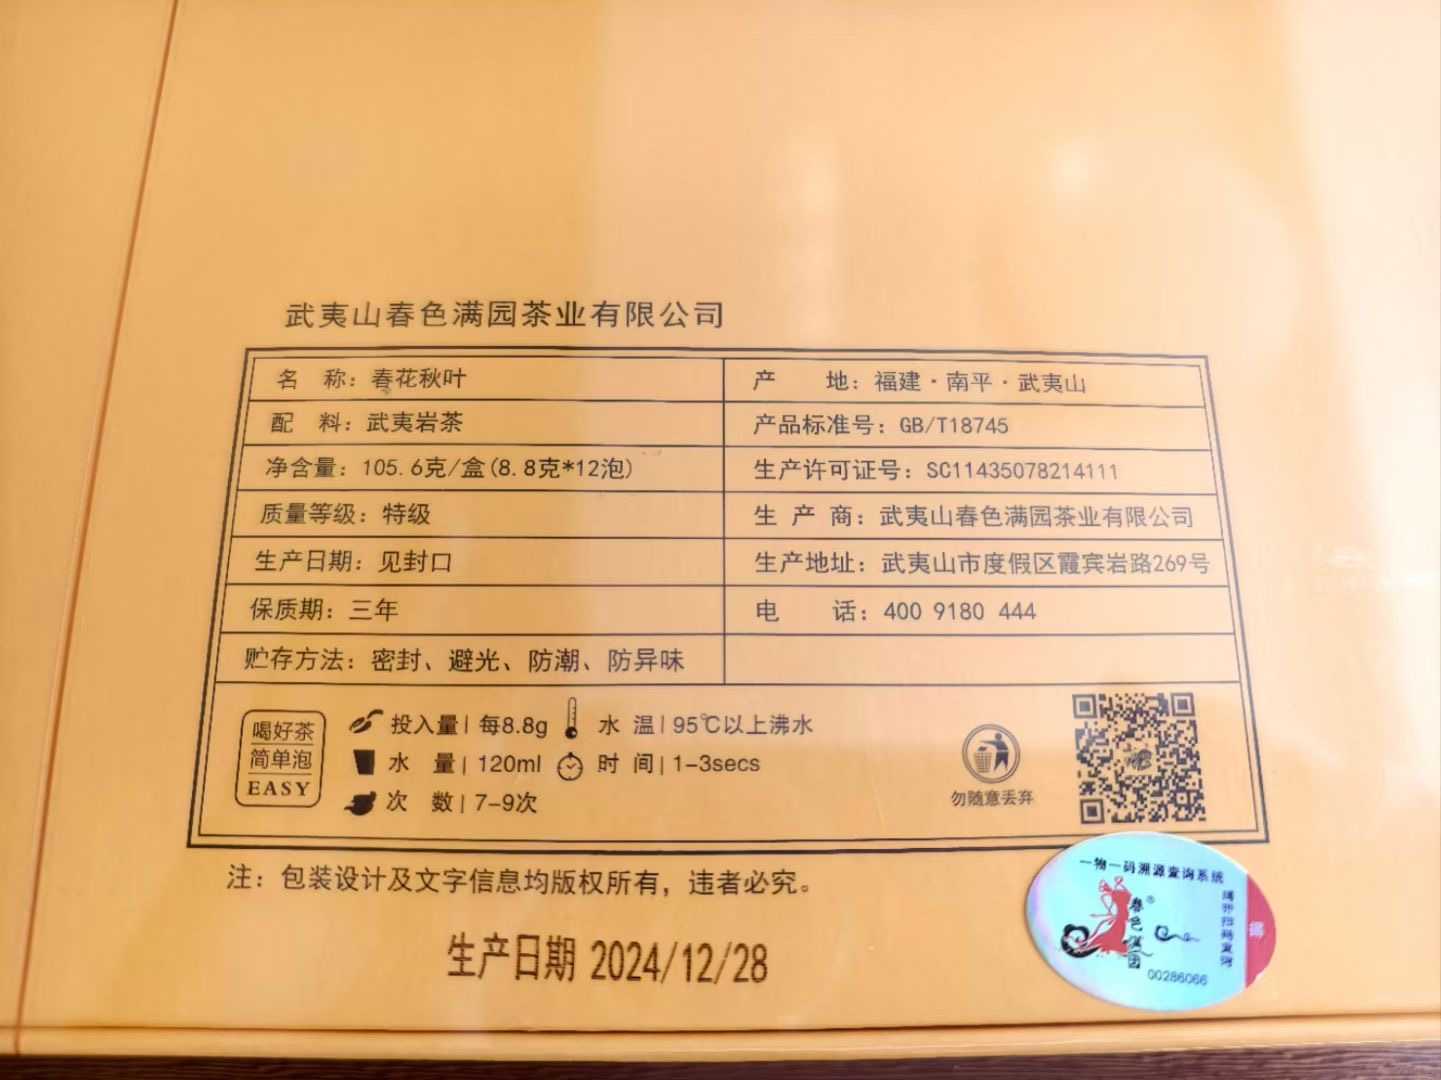 武夷山春色满园茶业有限公司
名 称：春花秋叶
产 地：福建·南平·武夷山
配 料：武夷岩茶
产品标准号：GB/T18745
净含量：105.6克/盒(8.8克*12泡)
生产许可证号：SC11435078214111
质量等级：特级
生 产 商：武夷山春色满园茶业有限公司
生产日期：见封口
生产地址：武夷山市度假区霞宾岩路269号
保质期：三年
电 话：400 9180 444
贮存方法：密封、避光、防潮、防异味
喝好茶
简单泡
EASY
投入量| 每8.8g
水 温| 95℃以上沸水
水 量| 120ml
时 间| 1-3secs
次 数| 7-9次
勿随意丢弃
注：包装设计及文字信息均版权所有，违者必究。
生产日期 2024/12/28
一物一码溯源查询系统
春色满园®
00286066